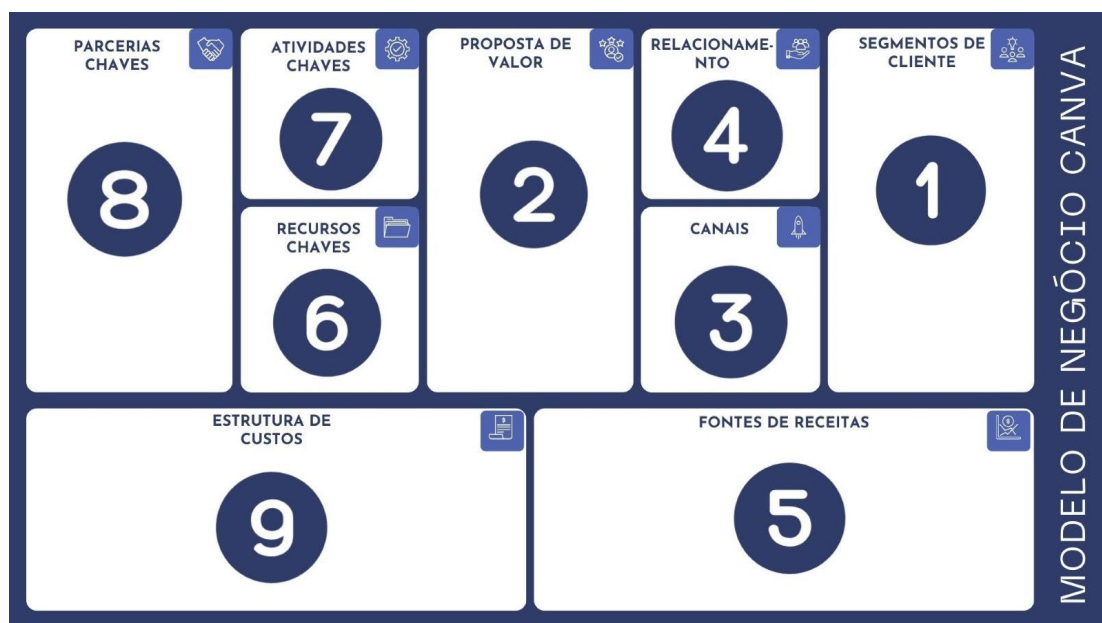 PARCERIAS
CHAVES
8
ATIVIDADES
CHAVES
7
RECURSOS
CHAVES
6
PROPOSTA DE
VALOR
2
RELACIONAME-
NTO
4
CANAIS
3
SEGMENTOS DE
CLIENTE
1
ESTRUTURA DE
CUSTOS
9
FONTES DE RECEITAS
5
MODELO DE NEGÓCIO CANVA